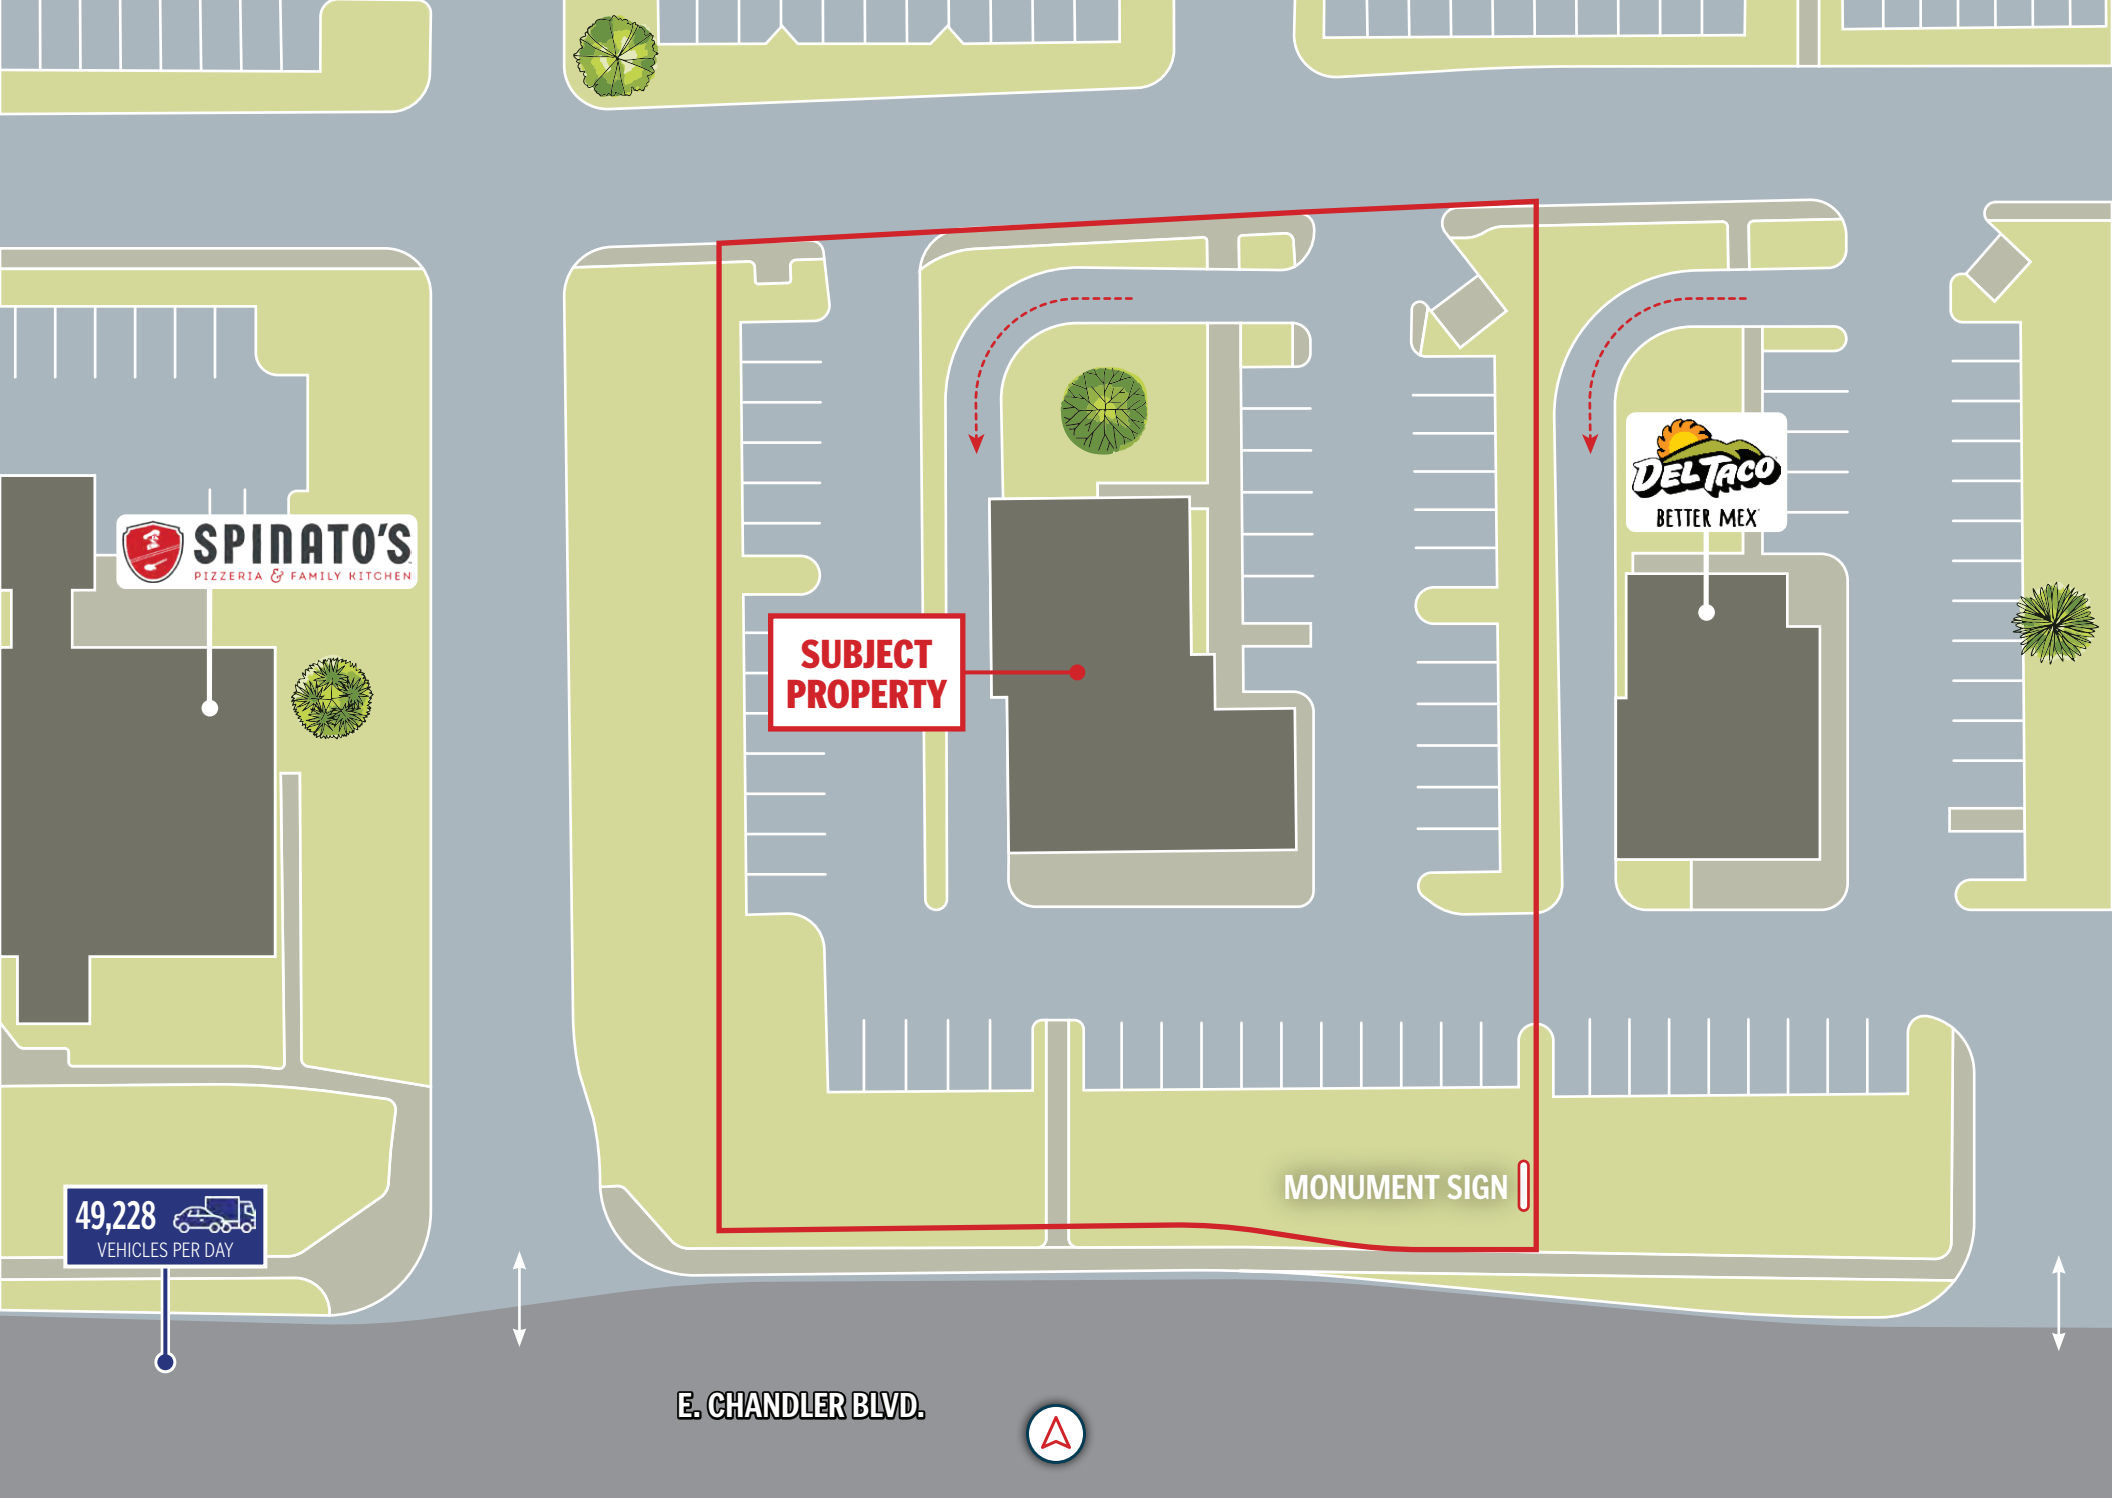 DEL TACO
BETTER MEX
SPINATO'S
PIZZERIA & FAMILY KITCHEN
SUBJECT
PROPERTY
MONUMENT SIGN
49,228
VEHICLES PER DAY
E. CHANDLER BLVD.